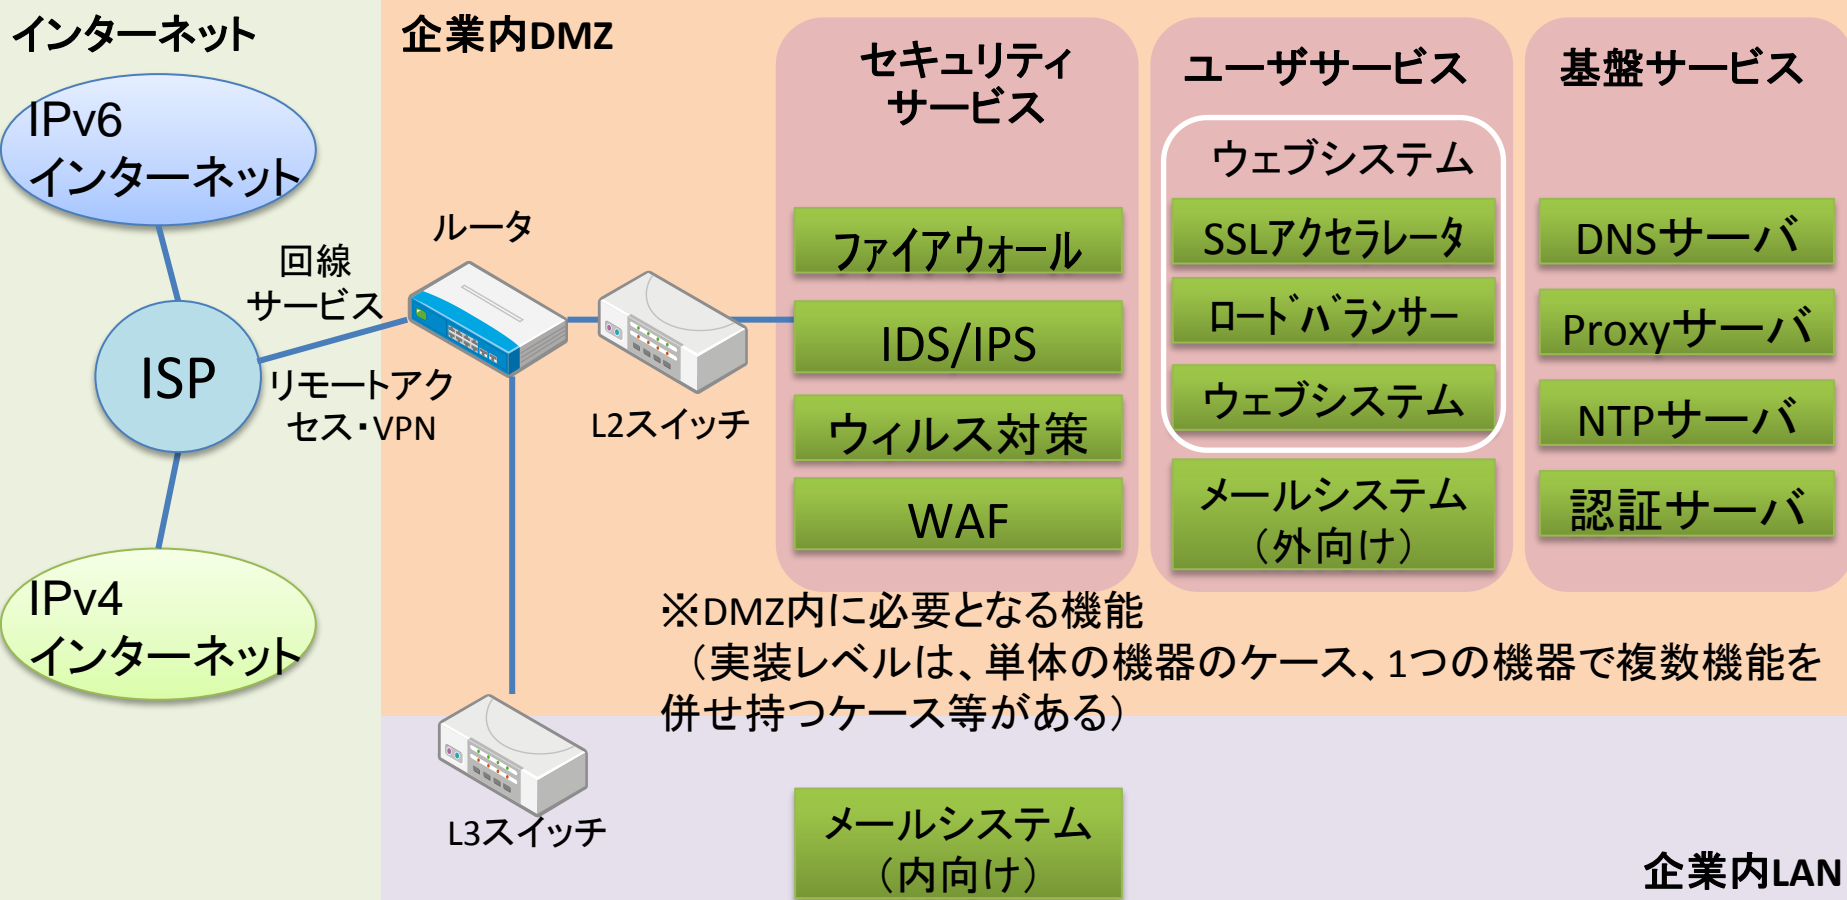 インターネット
IPv6
インターネット
ISP
IPv4
インターネット
回線
サービス
リモートアク
セス・VPN
企業内DMZ
ルータ
L2スイッチ
L3スイッチ
セキュリティ
サービス
ファイアウォール
IDS/IPS
ウィルス対策
WAF
ユーザサービス
ウェブシステム
SSLアクセラレータ
ロードバランサー
ウェブシステム
メールシステム
（外向け）
基盤サービス
DNSサーバ
Proxyサーバ
NTPサーバ
認証サーバ
※DMZ内に必要となる機能
（実装レベルは、単体の機器のケース、1つの機器で複数機能を
併せ持つケース等がある）
メールシステム
（内向け）
企業内LAN